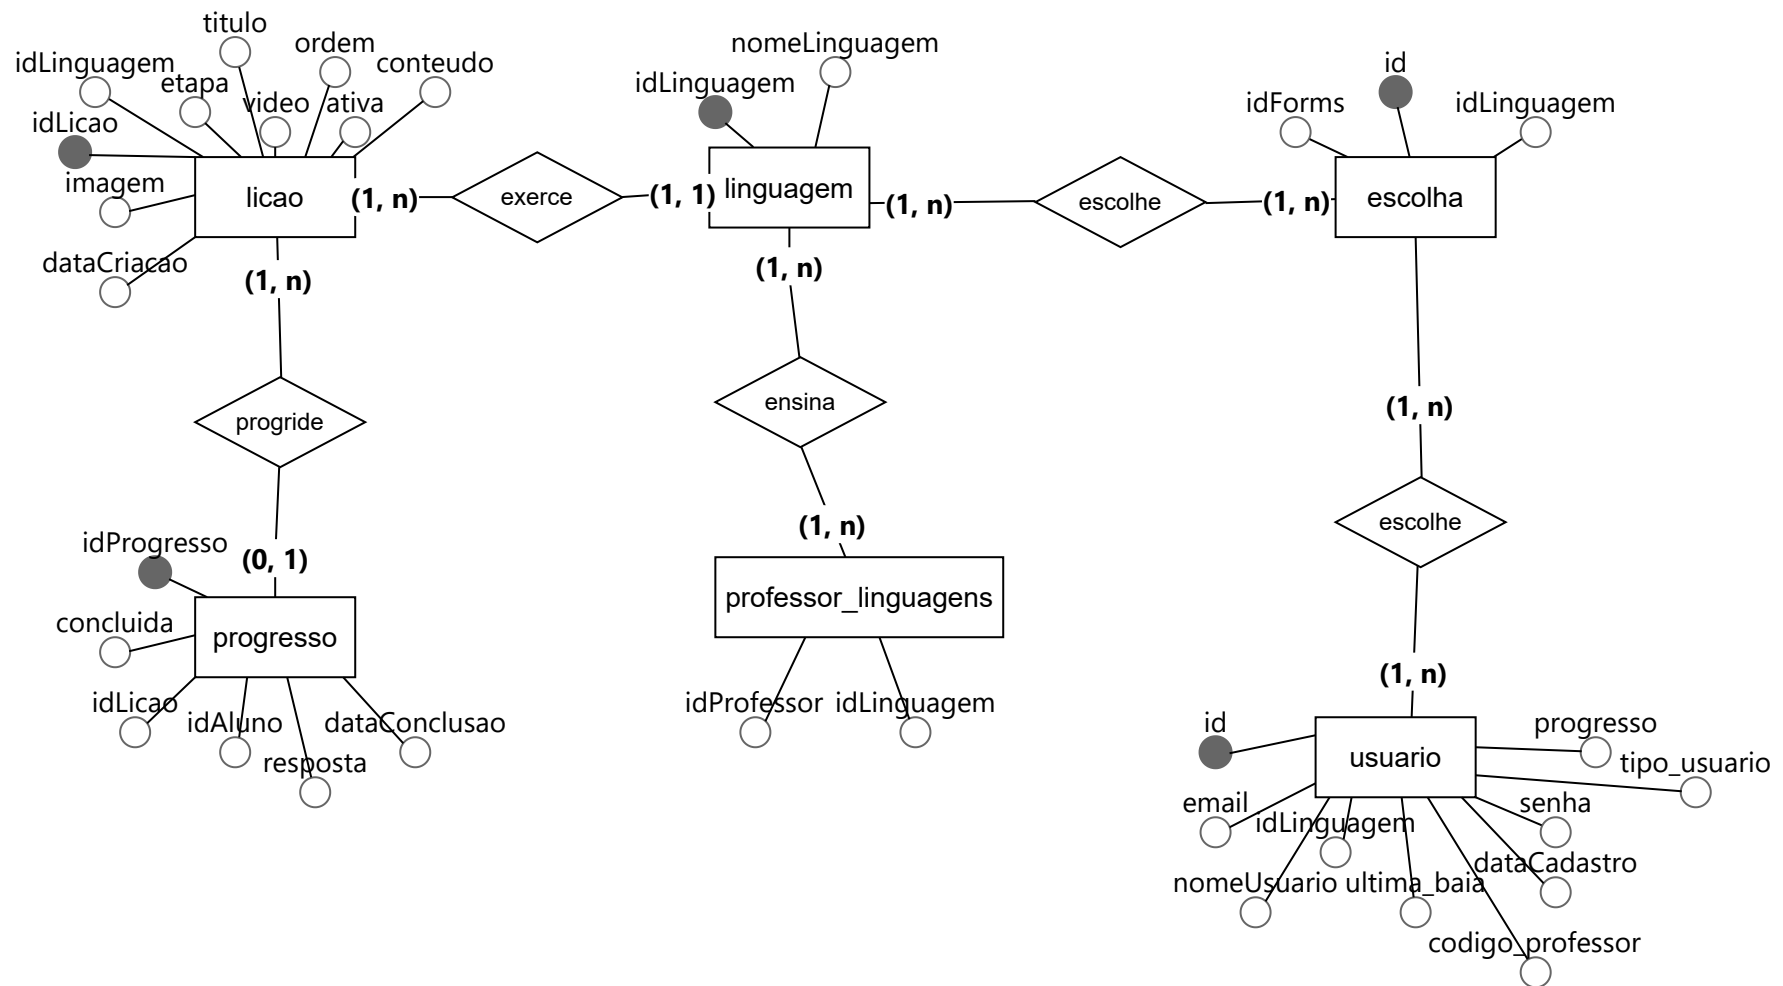 titulo
ordem
nomeLinguagem
idLinguagem
conteudo
id
etapa
idLinguagem
video
ativa
idForms
idLinguagem
idLicao
imagem
licao
(1, n)
exerce
(1, 1)
linguagem
(1, n)
escolhe
(1, n)
escolha
dataCriacao
(1, n)
(1, n)
progride
ensina
(1, n)
escolhe
idProgresso
(0, 1)
(1, n)
concluida
progresso
professor_linguagens
(1, n)
idLicao
idAluno
dataConclusao
resposta
idProfessor
idLinguagem
id
usuario
progresso
tipo_usuario
email
idLinguagem
senha
nomeUsuario
ultima_baia
dataCadastro
codigo_professor